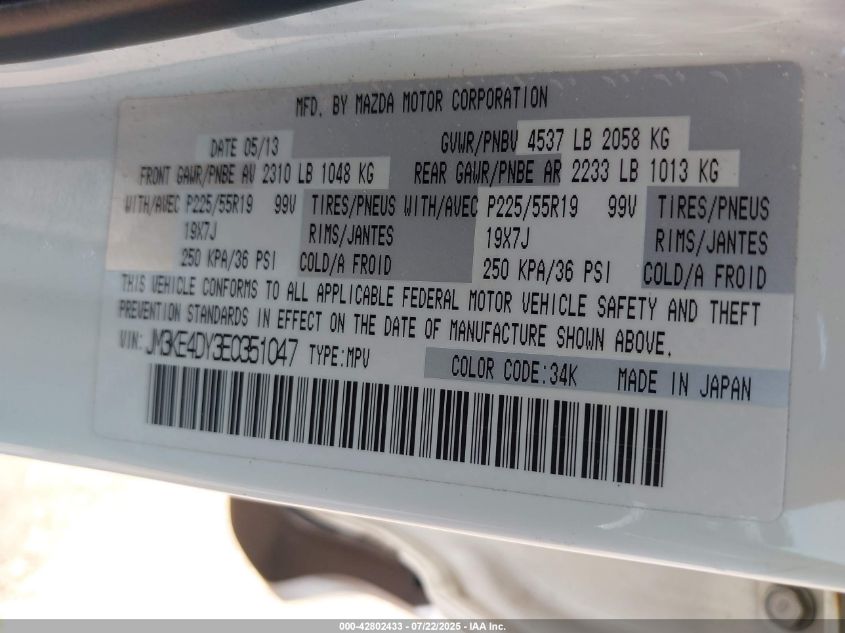 MFD. BY MAZDA MOTOR CORPORATION
DATE 05/13 GVWR/PNBV 4537 LB 2058 KG
FRONT GAWR/PNBE AV 2310 LB 1048 KG REAR GAWR/PNBE AR 2233 LB 1013 KG
WITH/AVEC P225/55R19 99V TIRES/PNEUS WITH/AVEC P225/55R19 99V TIRES/PNEUS
19X7J RIMS/JANTES 19X7J RIMS/JANTES
250 KPA/36 PSI COLD/A FROID 250 KPA/36 PSI COLD/A FROID
THIS VEHICLE CONFORMS TO ALL APPLICABLE FEDERAL MOTOR VEHICLE SAFETY AND THEFT
PREVENTION STANDARDS IN EFFECT ON THE DATE OF MANUFACTURE SHOWN ABOVE.
VIN: JM3KE4DY3E0351047 TYPE:MPV COLOR CODE:34K MADE IN JAPAN
000-42802433 - 07/22/2025 - IAA Inc.